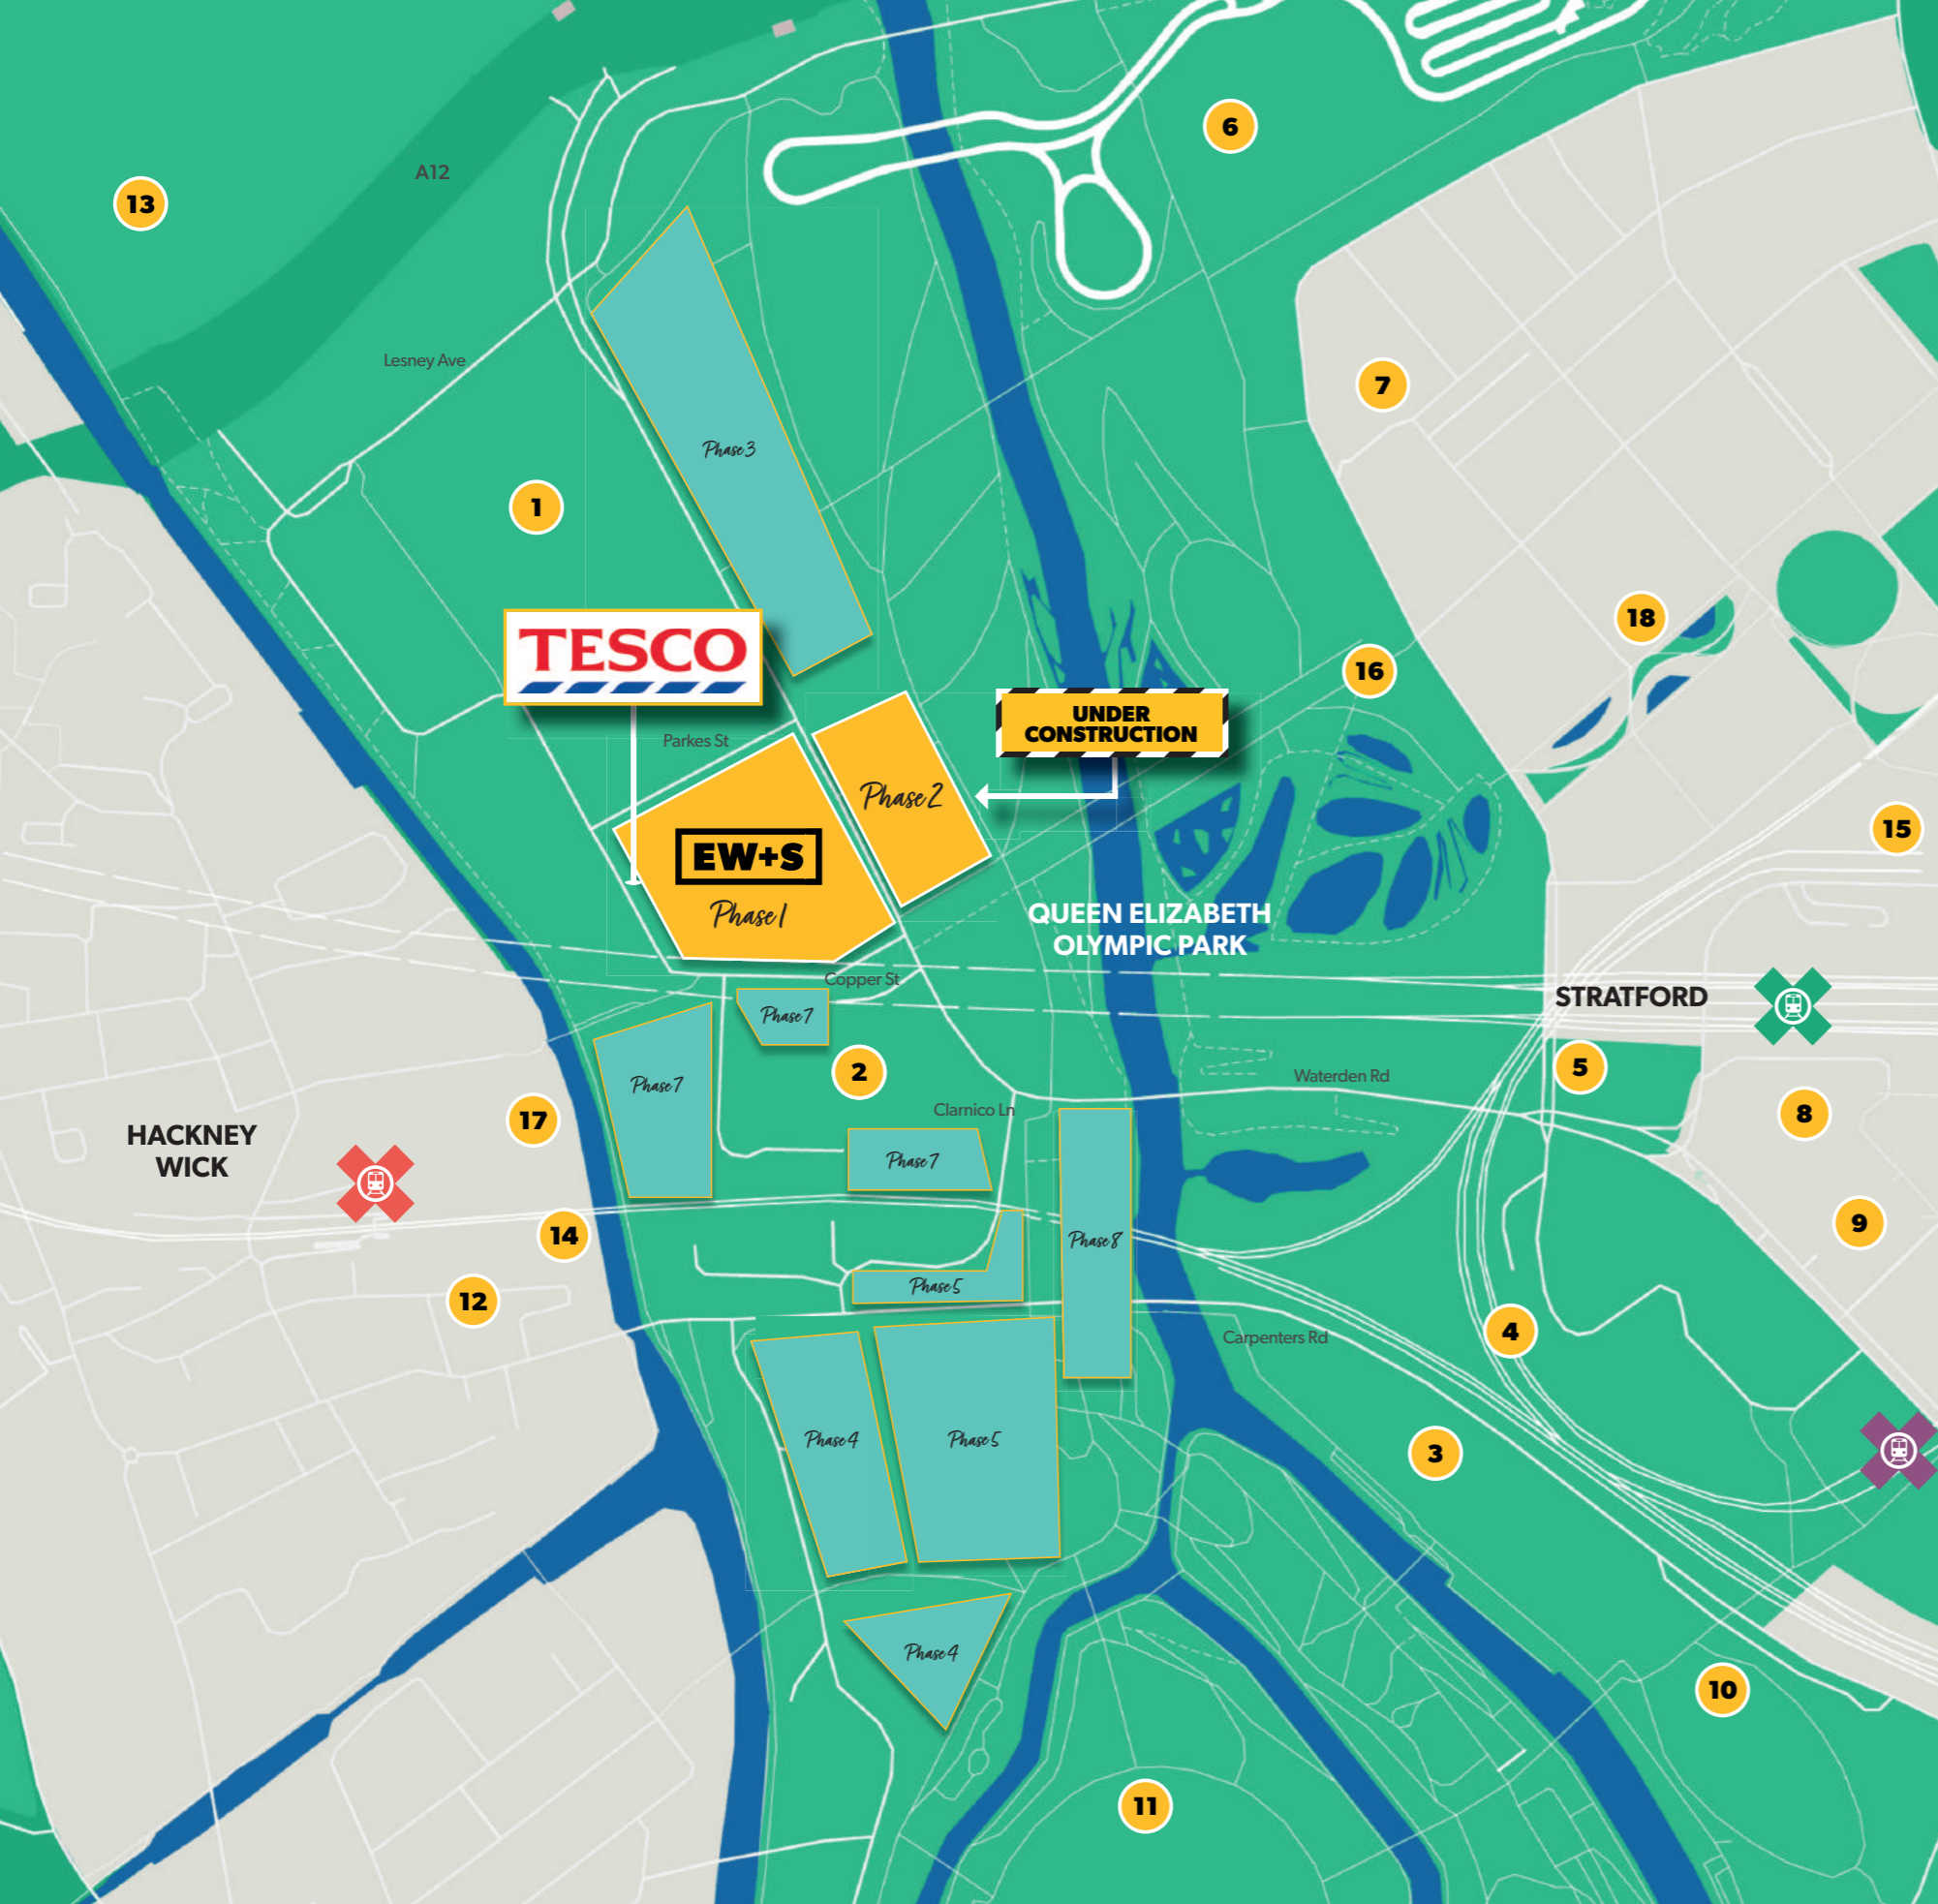 6
A12
13
Lesney Ave
7
Phase 3
1
18
TESCO
16
UNDER
CONSTRUCTION
Parkes St
Phase 2
15
EW+S
Phase 1
QUEEN ELIZABETH
OLYMPIC PARK
Copper St
STRATFORD
Phase 7
2
5
Waterden Rd
Phase 7
Clarnico Ln
8
17
HACKNEY
WICK
Phase 7
9
14
Phase 8
Phase 5
12
4
Carpenters Rd
Phase 4
Phase 5
3
Phase 4
10
11